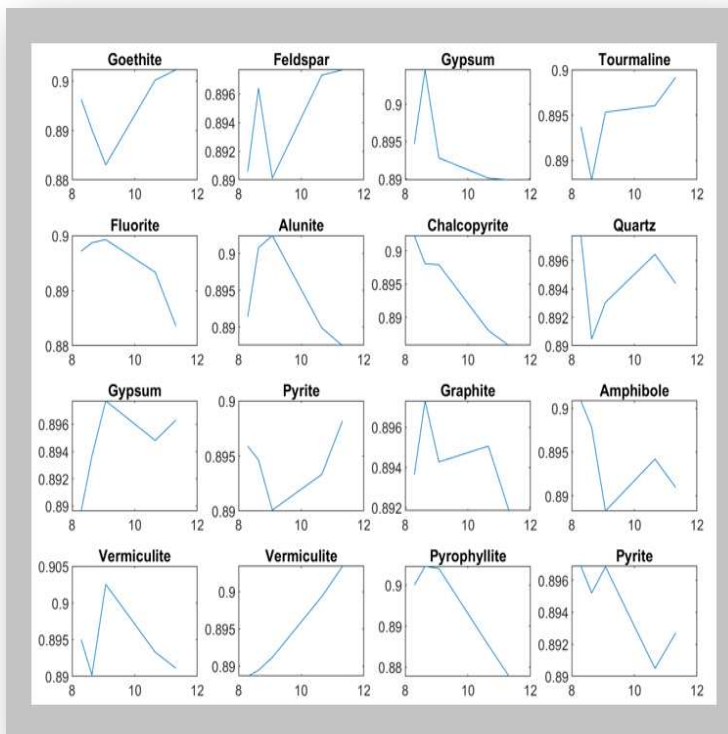 Goethite Feldspar Gypsum Tourmaline
0.9 0.896 0.9 0.9
0.894
0.89 0.892 0.895 0.895
0.88 0.89 0.89 0.89
8 10 12 8 10 12 8 10 12 8 10 12
Fluorite Alunite Chalcopyrite Quartz
0.9 0.9 0.9 0.896
0.89 0.895 0.895 0.894
0.892
0.88 0.89 0.89 0.89
8 10 12 8 10 12 8 10 12 8 10 12
Gypsum Pyrite Graphite Amphibole
0.896 0.9 0.896 0.9
0.894 0.895 0.894 0.895
0.892
0.89 0.89 0.892 0.89
8 10 12 8 10 12 8 10 12 8 10 12
Vermiculite Vermiculite Pyrophyllite Pyrite
0.905 0.9 0.9 0.896
0.9 0.895 0.89 0.894
0.895 0.892
0.89 0.89 0.88 0.89
8 10 12 8 10 12 8 10 12 8 10 12